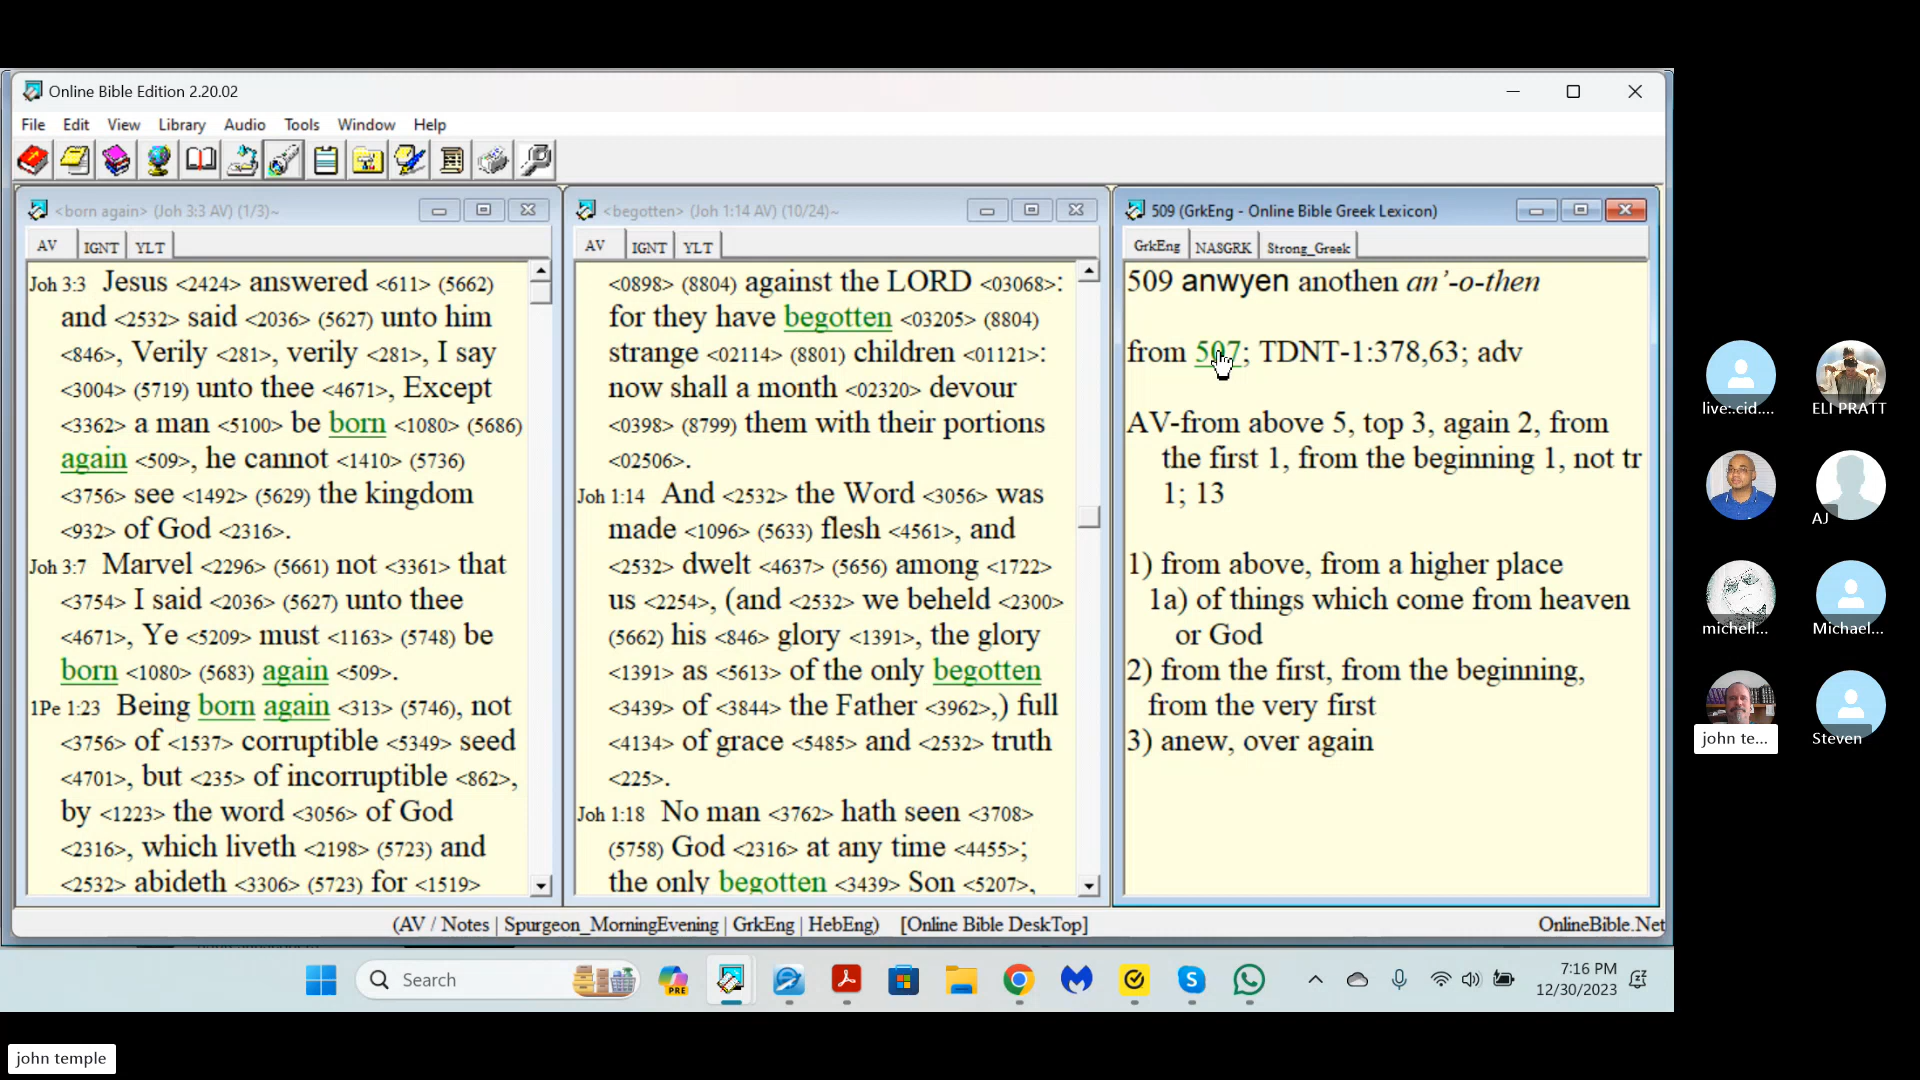 Online Bible Edition 2.20.02
File Edit View Library Audio Tools Window Help
<born again> (Joh 3:3 AV) (1/3)~
AV IGNT YLT
Joh 3:3 Jesus <2424> answered <611> (5662)
and <2532> said <2036> (5627) unto him
<846>, Verily <281>, verily <281>, I say
<3004> (5719) unto thee <4671>, Except
<3362> a man <5100> be born <1080> (5686)
again <509>, he cannot <1410> (5736)
<3756> see <1492> (5629) the kingdom
<932> of God <2316>.
Joh 3:7 Marvel <2296> (5661) not <3361> that
<3754> I said <2036> (5627) unto thee
<4671>, Ye <5209> must <1163> (5748) be
born <1080> (5683) again <509>.
1Pe 1:23 Being born again <313> (5746), not
<3756> of <1537> corruptible <5349> seed
<4701>, but <235> of incorruptible <862>,
by <1223> the word <3056> of God
<2316>, which liveth <2198> (5723) and
<2532> abideth <3306> (5723) for <1519>
<begotten> (Joh 1:14 AV) (10/24)~
AV IGNT YLT
<0898> (8804) against the LORD <03068>:
for they have begotten <03205> (8804)
strange <02114> (8801) children <01121>:
now shall a month <02320> devour
<0398> (8799) them with their portions
<02506>.
Joh 1:14 And <2532> the Word <3056> was
made <1096> (5633) flesh <4561>, and
<2532> dwelt <4637> (5656) among <1722>
us <2254>, (and <2532> we beheld <2300>
(5662) his <846> glory <1391>, the glory
<1391> as <5613> of the only begotten
<3439> of <3844> the Father <3962>,) full
<4134> of grace <5485> and <2532> truth
<225>.
Joh 1:18 No man <3762> hath seen <3708>
(5758) God <2316> at any time <4455>;
the only begotten <3439> Son <5207>,
509 (GrkEng - Online Bible Greek Lexicon)
GrkEng NASGRK Strong_Greek
509 anwyen anothen an’-o-then
from 507; TDNT-1:378,63; adv
AV-from above 5, top 3, again 2, from
the first 1, from the beginning 1, not tr
1; 13
1) from above, from a higher place
1a) of things which come from heaven
or God
2) from the first, from the beginning,
from the very first
3) anew, over again
(AV / Notes | Spurgeon_MorningEvening | GrkEng | HebEng) [Online Bible DeskTop]
OnlineBible.Net
Search
PRE
7:16 PM
12/30/2023
live:.cid.... ELI PRATT
AJ
michell... Michael...
john te... Steven
john temple